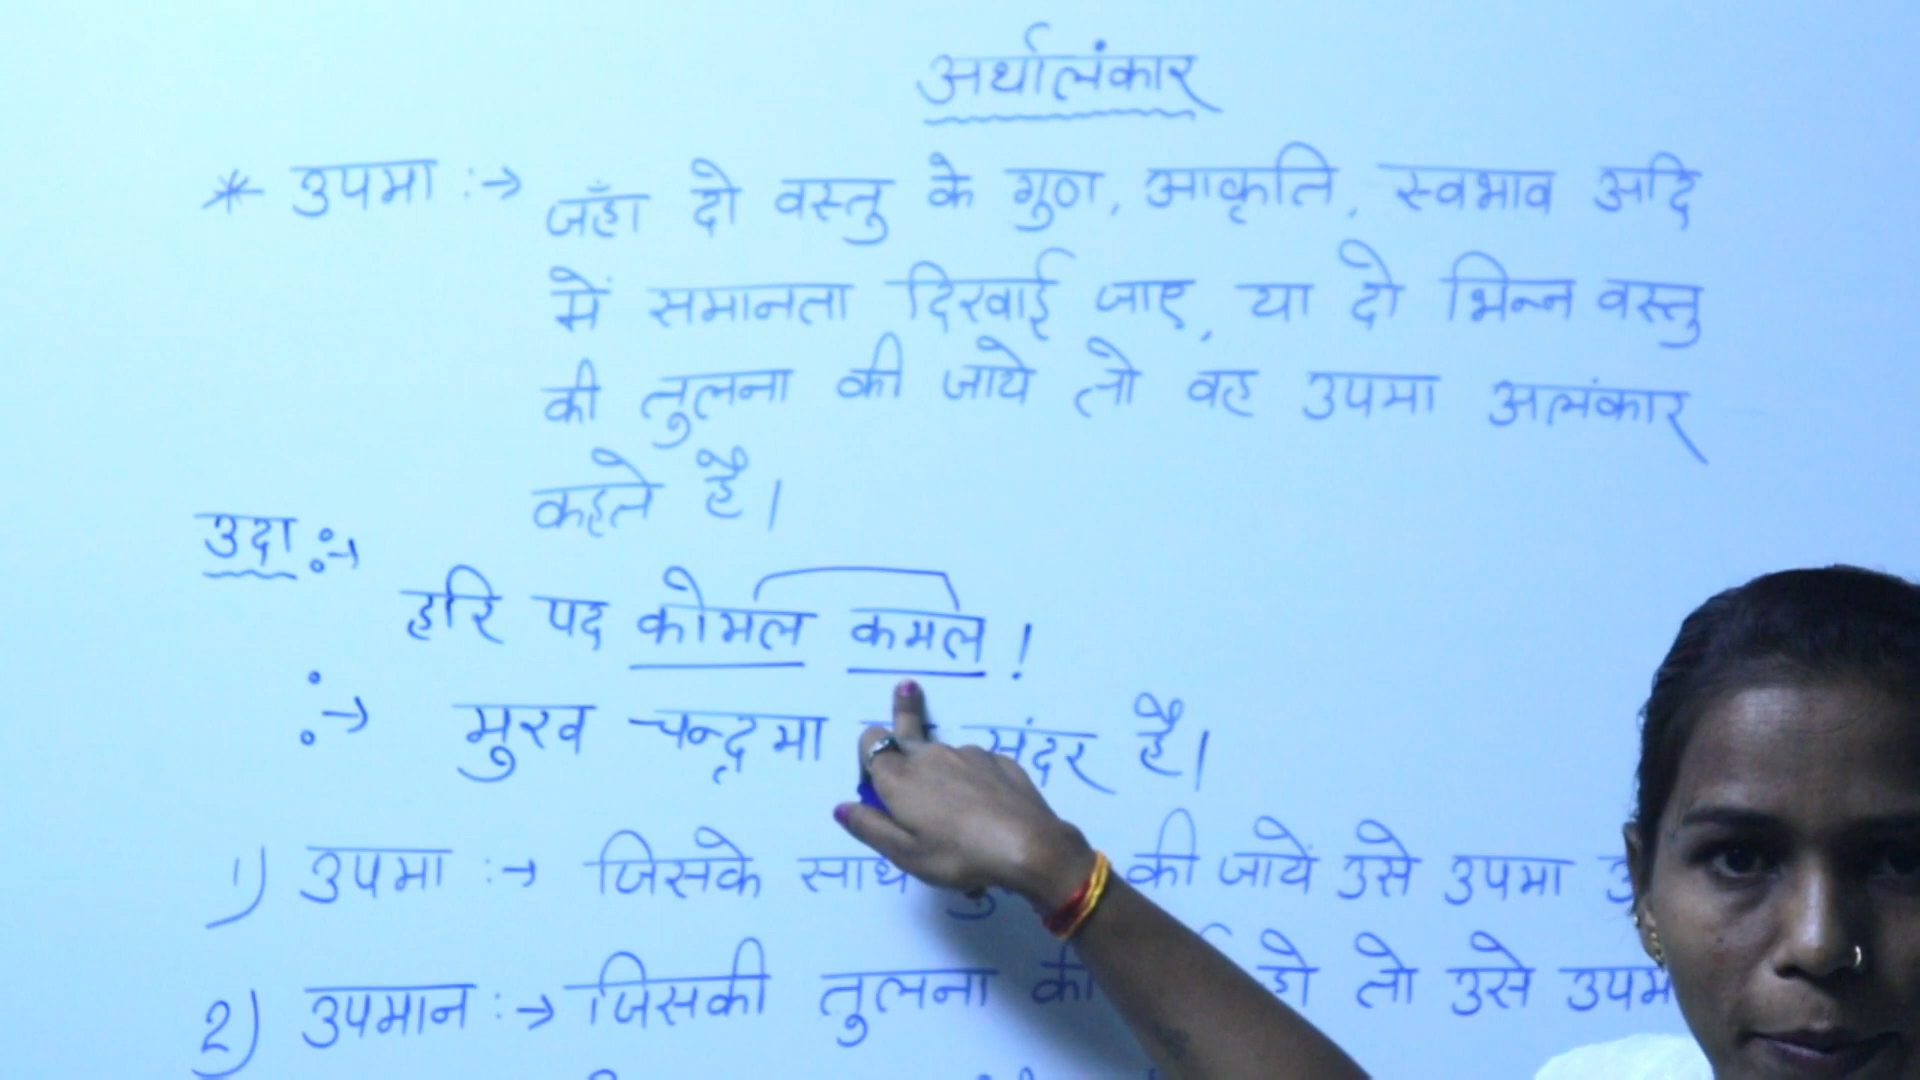 अर्थालंकार
* उपमा :→ जहाँ दो वस्तु के गुण, आकृति, स्वभाव आदि
में समानता दिखाई जाए, या दो भिन्न वस्तु
की तुलना की जाये तो वह उपमा अलंकार
कहते है।
उदा :→
हरि पद कोमल कमल !
:→ मुख चन्द्रमा सुंदर है।
1) उपमा :→ जिसके साथ की जाये उसे उपमा
2) उपमान :→ जिसकी तुलना की हो तो उसे